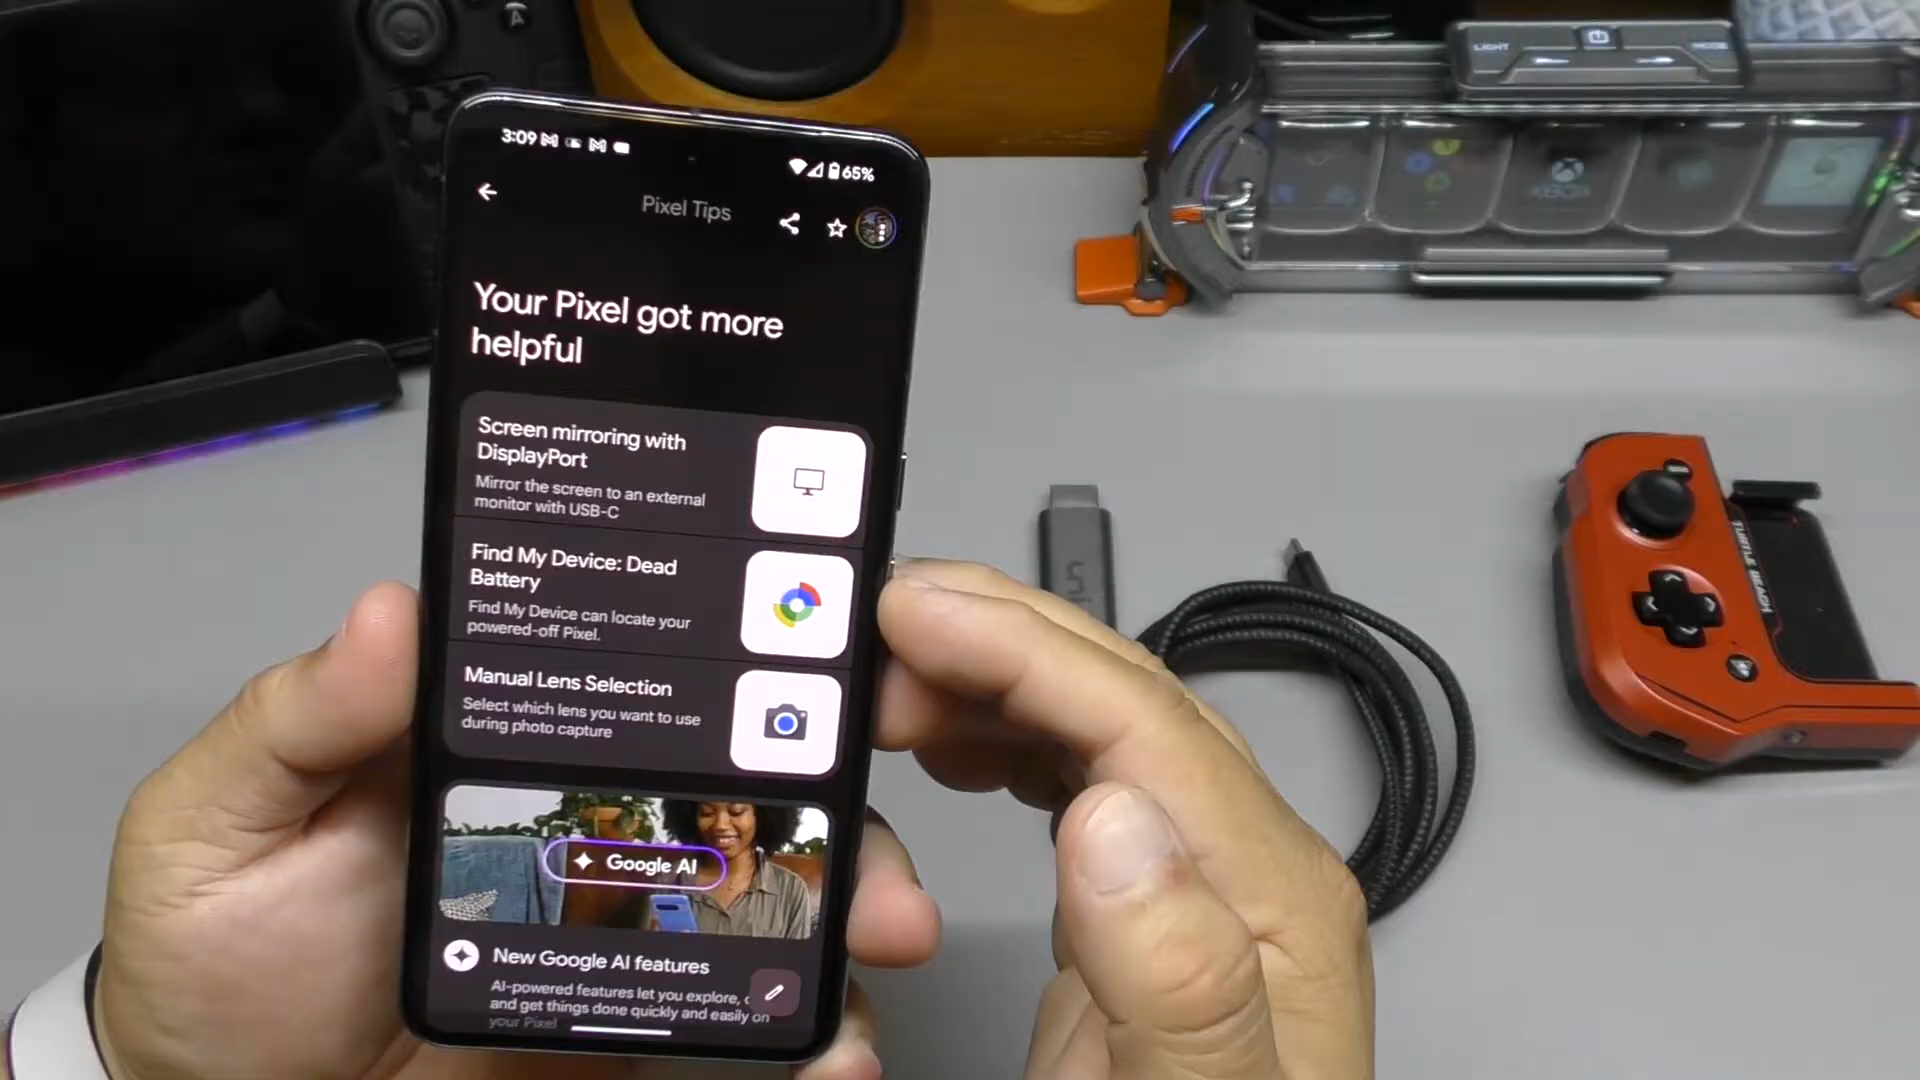 3:09
65%
Pixel Tips
Your Pixel got more
helpful
Screen mirroring with
DisplayPort
Mirror the screen to an external
monitor with USB-C
Find My Device: Dead
Battery
Find My Device can locate your
powered-off Pixel.
Manual Lens Selection
Select which lens you want to use
during photo capture
Google AI
New Google AI features
AI-powered features let you explore,
and get things done quickly and easily on
your Pixel
LIGHT
MODE
XBOX
uni
TURTLE BEACH
A